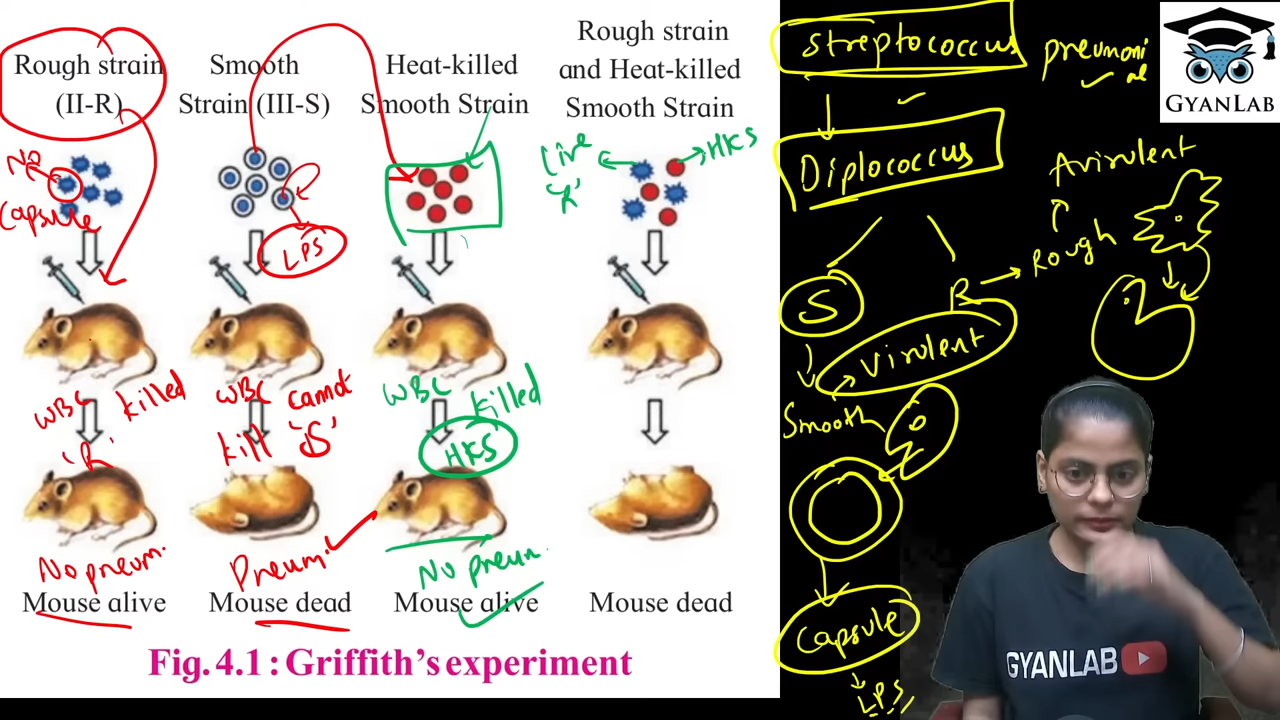 Rough strain
(II-R)
Smooth
Strain (III-S)
Heat-killed
Smooth Strain
Rough strain
and Heat-killed
Smooth Strain
No
Capsule
LPS
Live
'R'
HKS
WBC killed
'R'
WBC cannot
kill 'S'
WBC killed
HKS
No pneum.
Pneum.
No pneum.
Mouse alive
Mouse dead
Mouse alive
Mouse dead
Fig. 4.1 : Griffith's experiment
Streptococcus
Diplococcus
Avirulent
Rough
S
R
Virulent
Smooth
Capsule
LPS
GYANLAB
GYANLAB